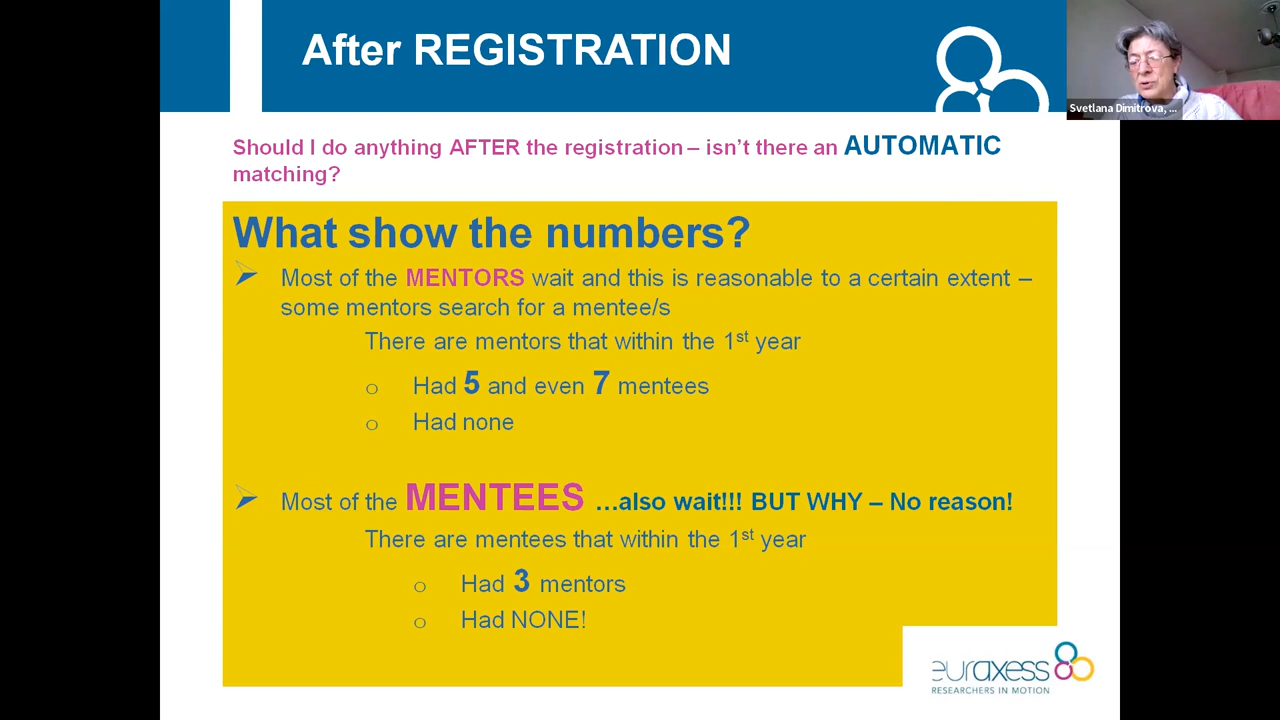 After REGISTRATION
Svetlana Dimitrova, ...
Should I do anything AFTER the registration – isn't there an AUTOMATIC
matching?
What show the numbers?
Most of the MENTORS wait and this is reasonable to a certain extent –
some mentors search for a mentee/s
There are mentors that within the 1st year
o Had 5 and even 7 mentees
o Had none
Most of the MENTEES …also wait!!! BUT WHY – No reason!
There are mentees that within the 1st year
o Had 3 mentors
o Had NONE!
euraxess
RESEARCHERS IN MOTION